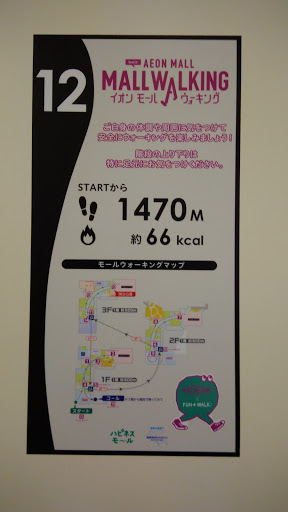 12
AEON MALL
MALLWALKING
イオン モール ウォーキング
ご自身の体調や周囲に気をつけて
安全にウォーキングを楽しみましょう!
階段の上り下りは
特に足元にお気をつけください。
STARTから
1470M
約66 kcal
モールウォーキングマップ
3F
2F
1F
スタート
ゴール
ハピネス
モール
FUN WALK